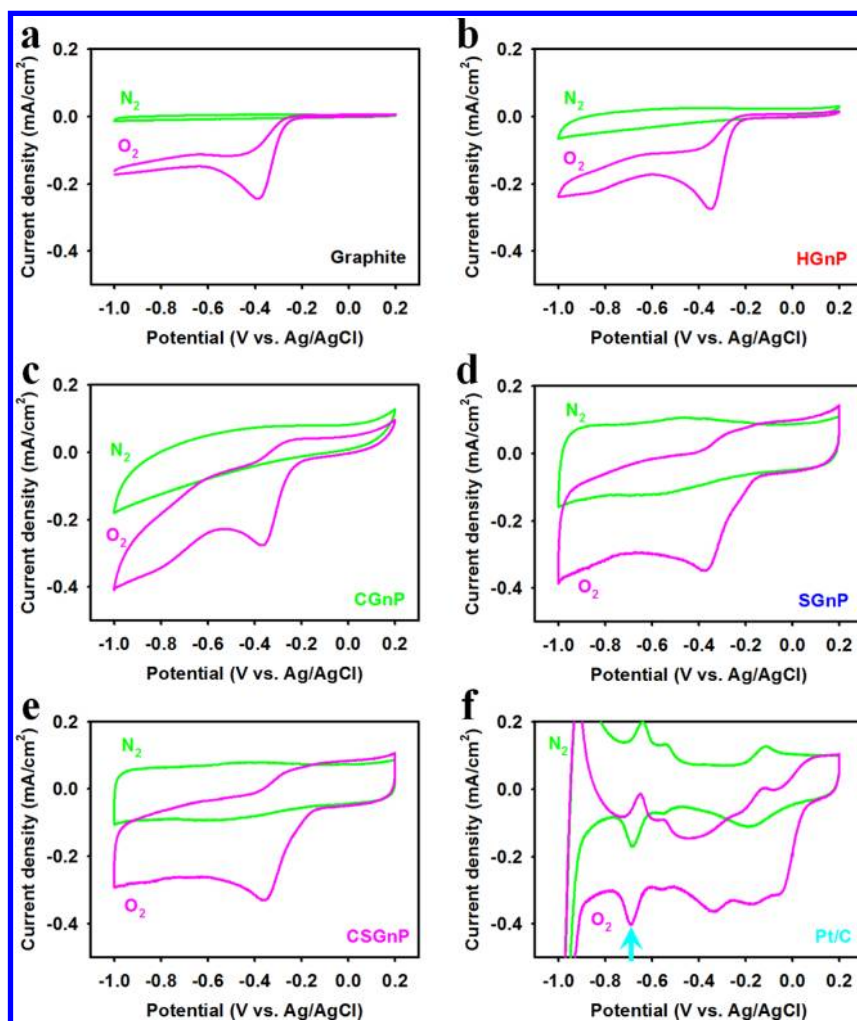 a
0.2
0.0
-0.2
-0.4
Current density (mA/cm²)
N₂
O₂
Graphite
-1.0 -0.8 -0.6 -0.4 -0.2 0.0 0.2
Potential (V vs. Ag/AgCl)
b
0.2
0.0
-0.2
-0.4
Current density (mA/cm²)
N₂
O₂
HGnP
-1.0 -0.8 -0.6 -0.4 -0.2 0.0 0.2
Potential (V vs. Ag/AgCl)
c
0.2
0.0
-0.2
-0.4
Current density (mA/cm²)
N₂
O₂
CGnP
-1.0 -0.8 -0.6 -0.4 -0.2 0.0 0.2
Potential (V vs. Ag/AgCl)
d
0.2
0.0
-0.2
-0.4
Current density (mA/cm²)
N₂
O₂
SGnP
-1.0 -0.8 -0.6 -0.4 -0.2 0.0 0.2
Potential (V vs. Ag/AgCl)
e
0.2
0.0
-0.2
-0.4
Current density (mA/cm²)
N₂
O₂
CSGnP
-1.0 -0.8 -0.6 -0.4 -0.2 0.0 0.2
Potential (V vs. Ag/AgCl)
f
0.2
0.0
-0.2
-0.4
Current density (mA/cm²)
N₂
O₂
Pt/C
-1.0 -0.8 -0.6 -0.4 -0.2 0.0 0.2
Potential (V vs. Ag/AgCl)